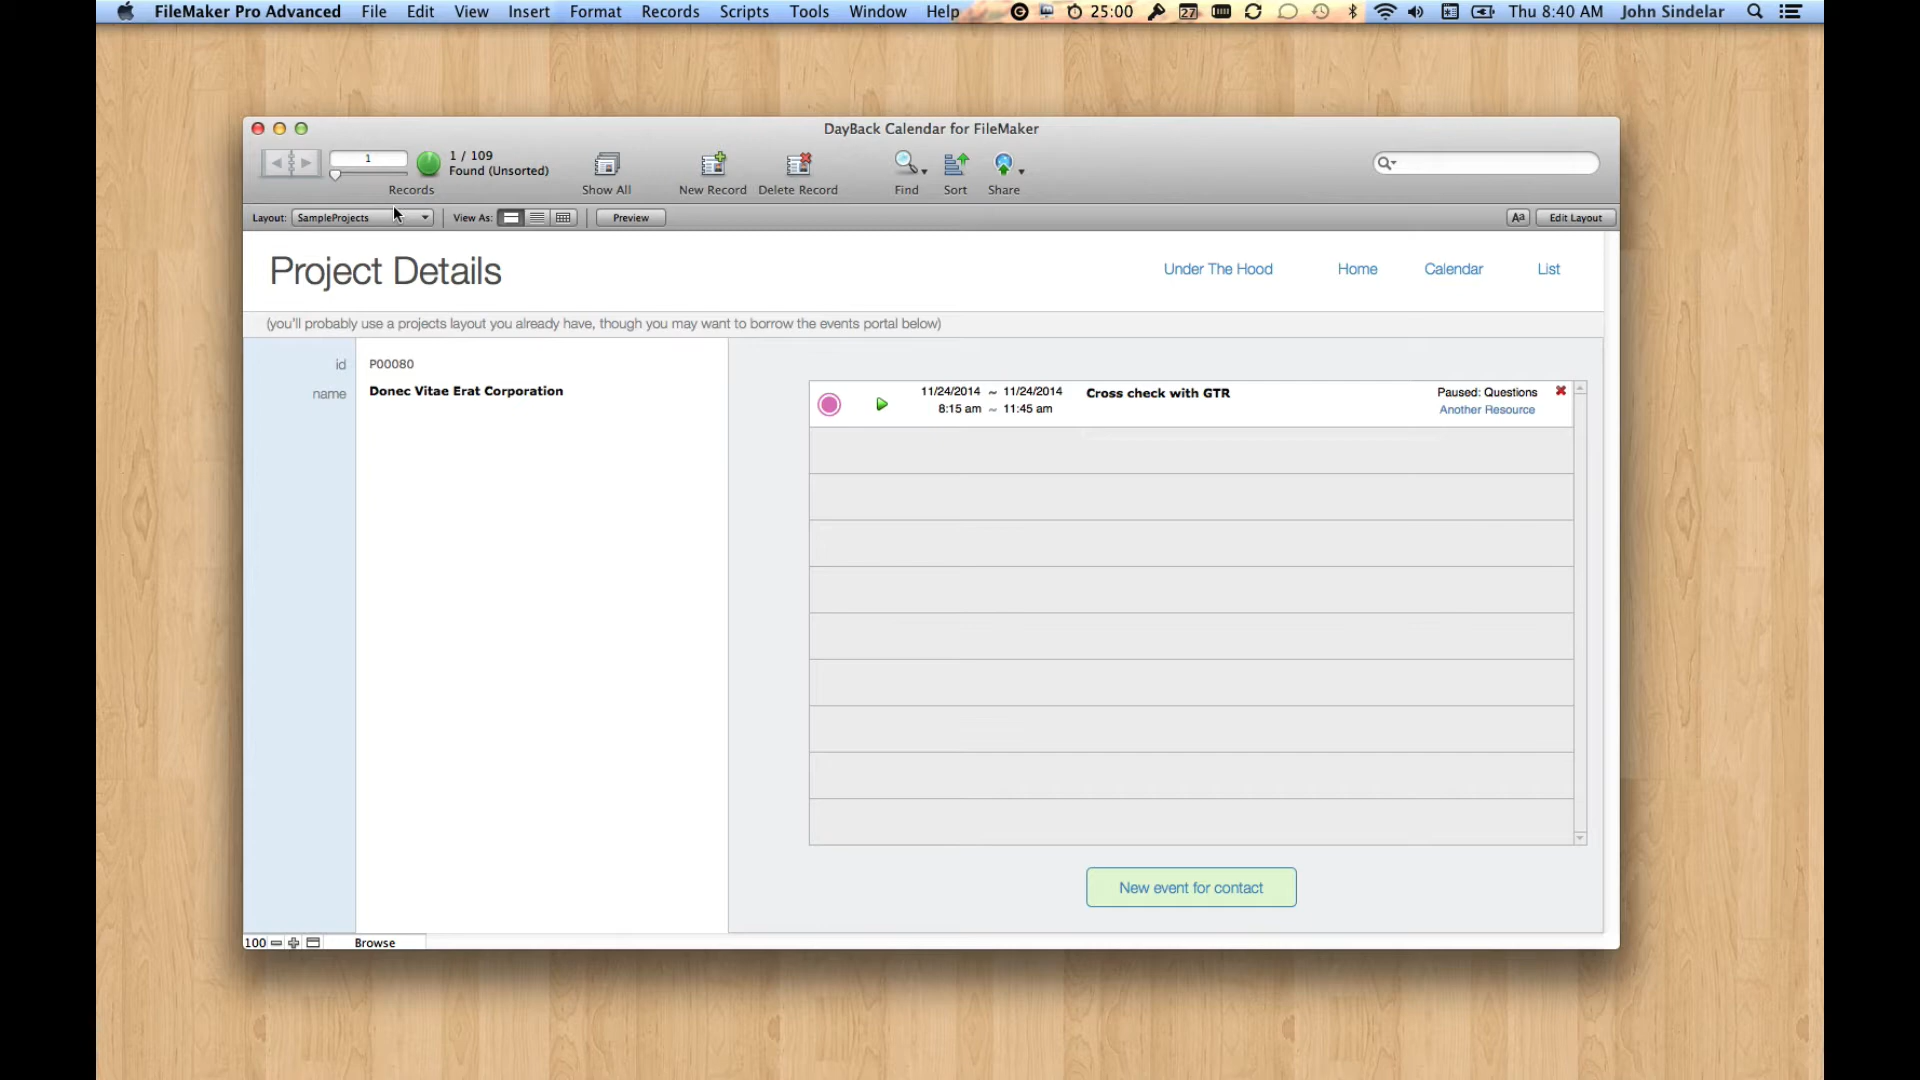 FileMaker Pro Advanced File Edit View Insert Format Records Scripts Tools Window Help 25:00 27 Thu 8:40 AM John Sindelar
DayBack Calendar for FileMaker
1
1 / 109
Found (Unsorted)
Records
Show All
New Record
Delete Record
Find
Sort
Share
Layout: SampleProjects
View As:
Preview
Aa
Edit Layout
Project Details
Under The Hood
Home
Calendar
List
(you'll probably use a projects layout you already have, though you may want to borrow the events portal below)
id P00080
name Donec Vitae Erat Corporation
11/24/2014 ~ 11/24/2014
8:15 am ~ 11:45 am
Cross check with GTR
Paused: Questions
Another Resource
New event for contact
100
Browse